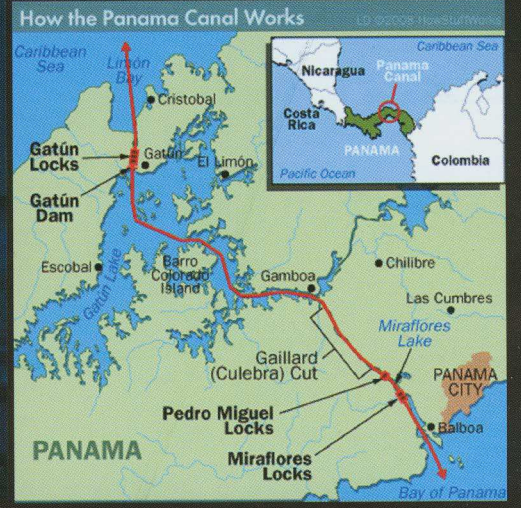 How the Panama Canal Works
ED ©2008 HowStuffWorks
Caribbean
Sea
Limón
Bay
Cristobal
Gatún
Locks
Gatún
El Limón
Gatún
Dam
Escobal
Gatún Lake
Barro
Colorado
Island
Gamboa
Chilibre
Las Cumbres
Miraflores
Lake
Gaillard
(Culebra) Cut
PANAMA
CITY
Pedro Miguel
Locks
Balboa
Miraflores
Locks
PANAMA
Bay of Panama
Caribbean Sea
Nicaragua
Panama
Canal
Costa
Rica
PANAMA
Colombia
Pacific Ocean